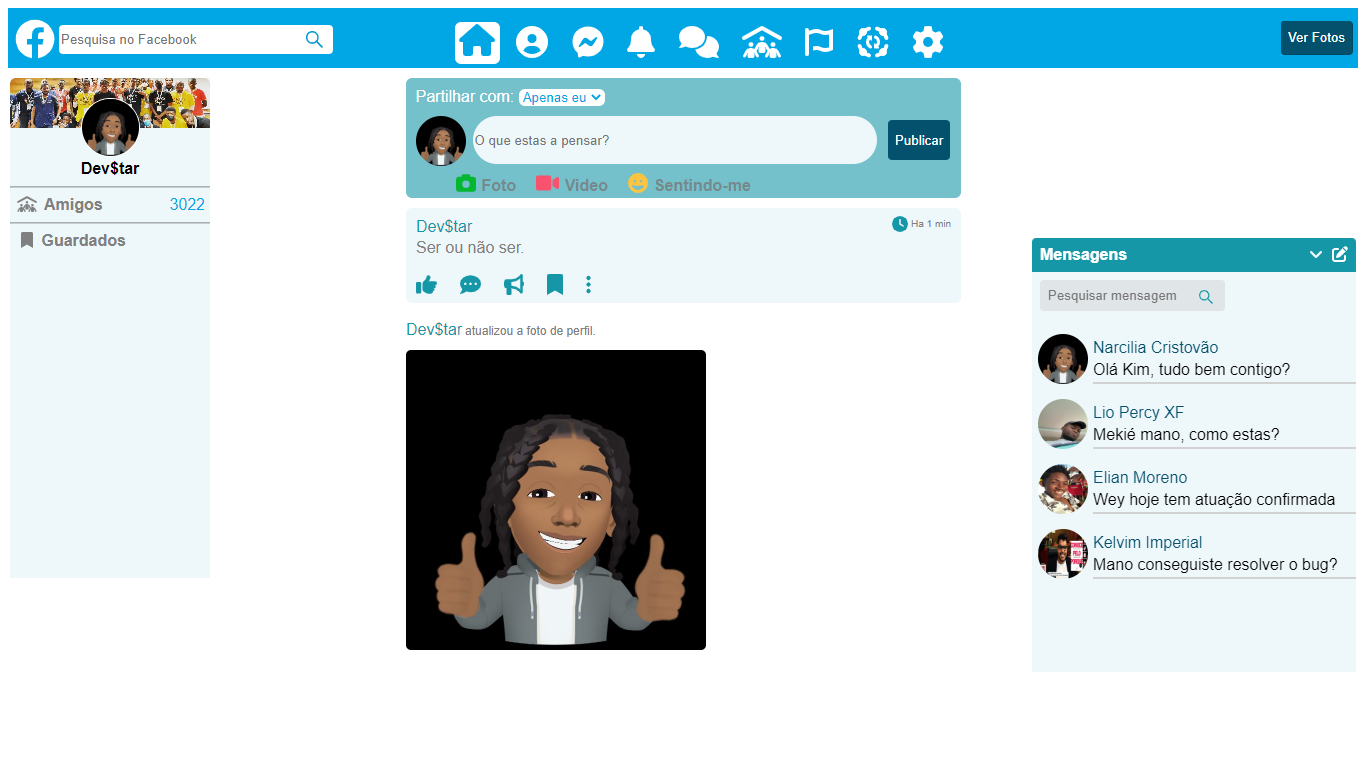 Pesquisa no Facebook
Ver Fotos
Dev$tar
Amigos 3022
Guardados
Partilhar com: Apenas eu
O que estas a pensar?
Publicar
Foto Video Sentindo-me
Dev$tar
Ha 1 min
Ser ou não ser.
Dev$tar atualizou a foto de perfil.
Mensagens
Pesquisar mensagem
Narcilia Cristovão
Olá Kim, tudo bem contigo?
Lio Percy XF
Mekié mano, como estas?
Elian Moreno
Wey hoje tem atuação confirmada
Kelvim Imperial
Mano conseguiste resolver o bug?